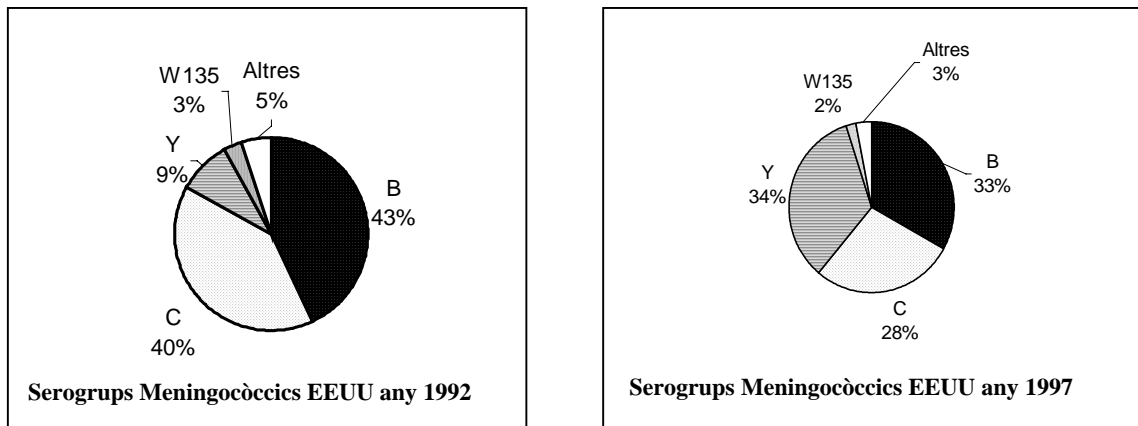 W135
3%
Altres
5%
Y
9%
B
43%
C
40%
Serogrups Meningocòccics EEUU any 1992
Altres
3%
W135
2%
B
33%
Y
34%
C
28%
Serogrups Meningocòccics EEUU any 1997